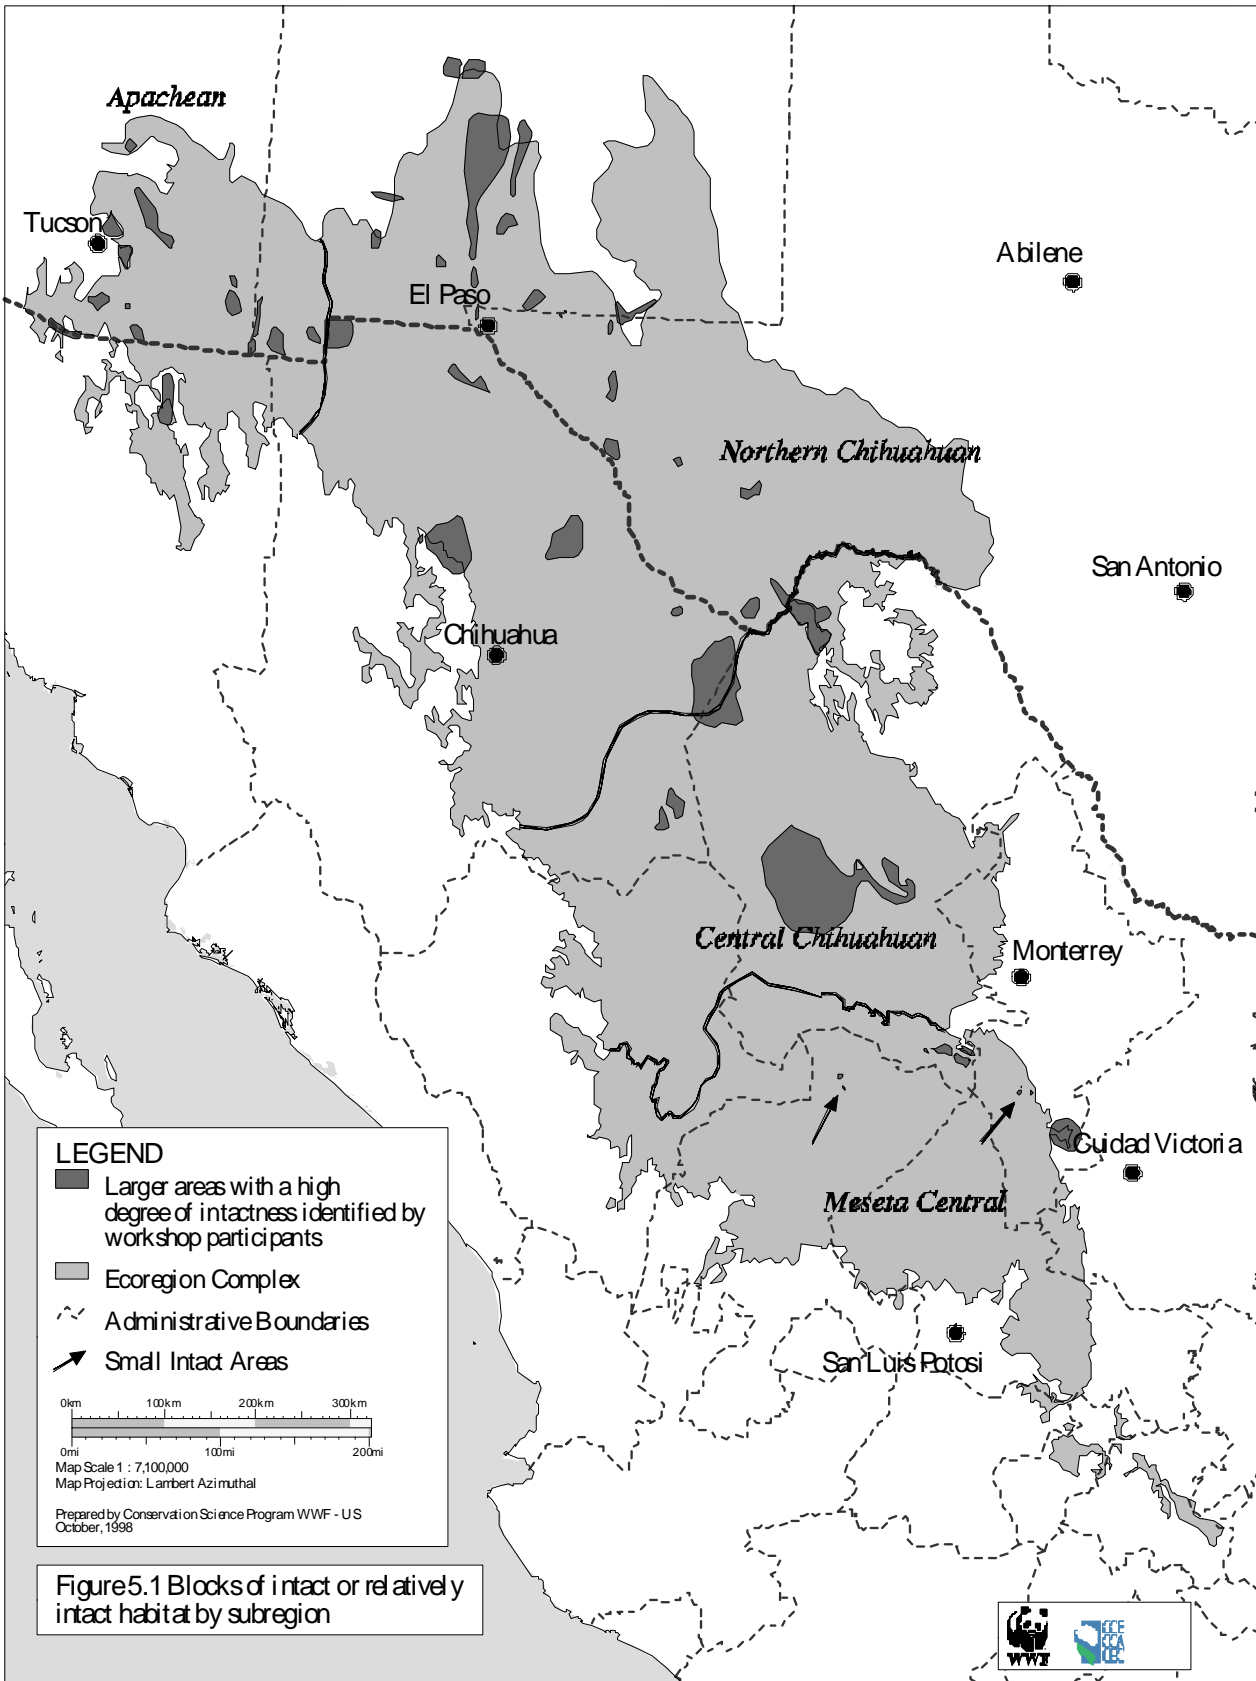 Apachean
Tucson
Abilene
El Paso
Northern Chihuahuan
San Antonio
Chihuahua
Central Chihuahuan
Monterrey
Cuidad Victoria
Meseta Central
San Luis Potosi
LEGEND
Larger areas with a high
degree of intactness identified by
workshop participants
Ecoregion Complex
Administrative Boundaries
Small Intact Areas
0km 100km 200km 300km
0mi 100mi 200mi
Map Scale 1 : 7,100,000
Map Projection: Lambert Azimuthal
Prepared by Conservation Science Program WWF - US
October, 1998
Figure 5.1 Blocks of intact or relatively
intact habitat by subregion
WWF
CCE
CCA
CEC